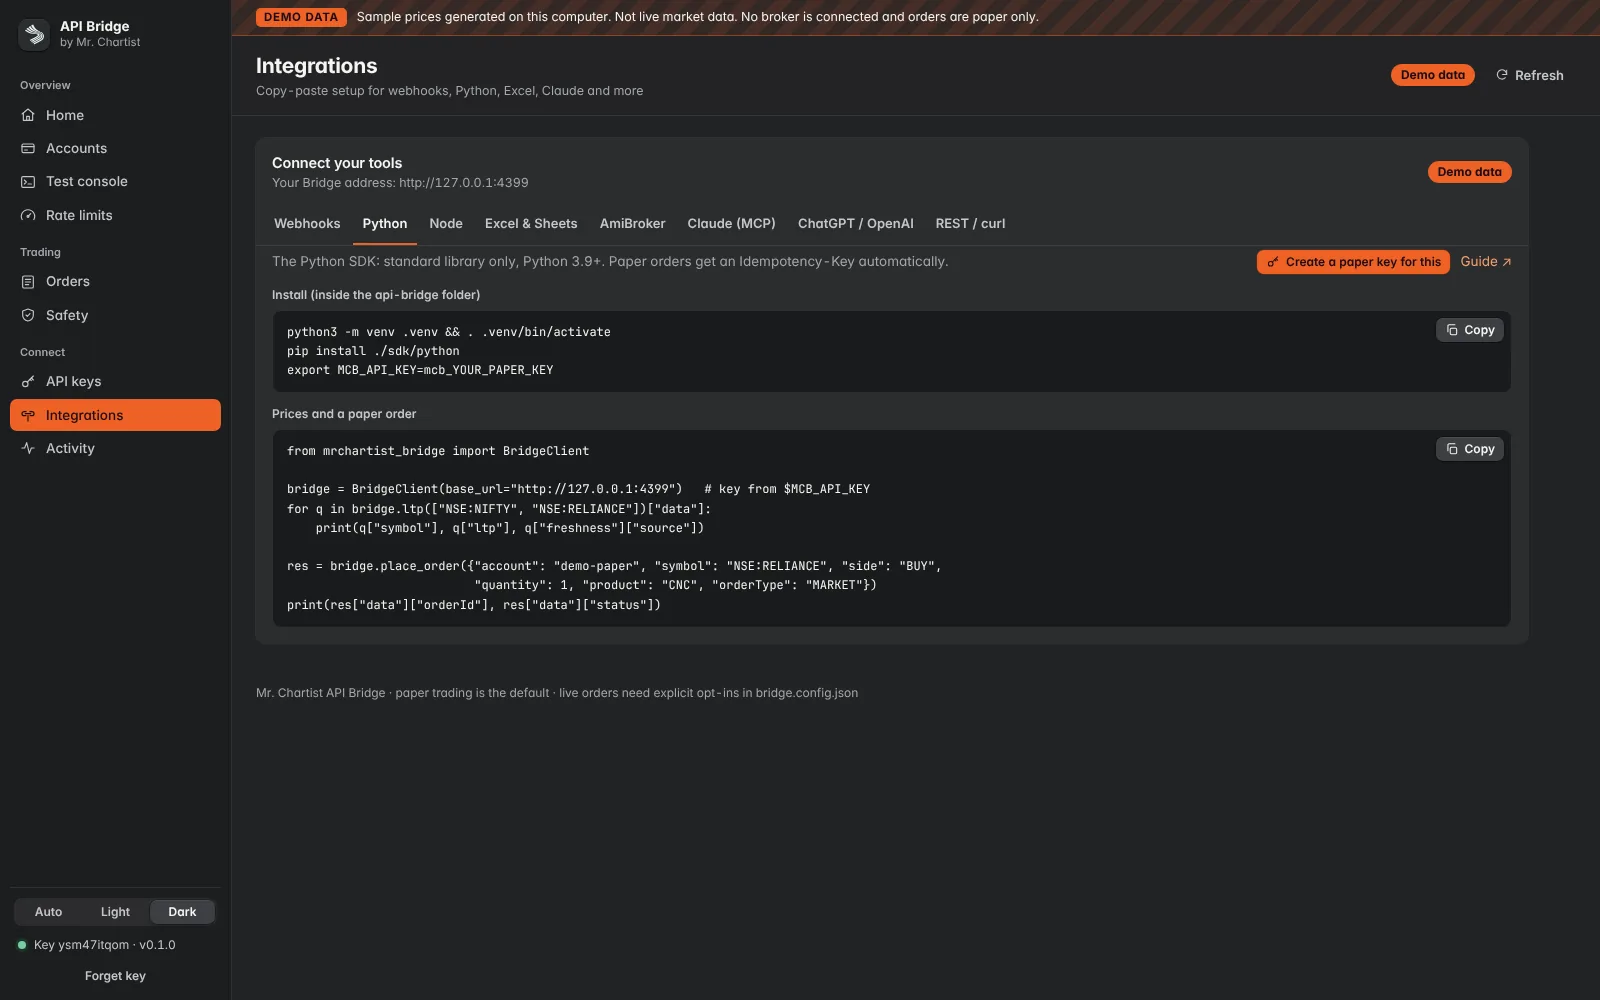 API Bridge
by Mr. Chartist
Overview
Home
Accounts
Test console
Rate limits
Trading
Orders
Safety
Connect
API keys
Integrations
Activity
Auto
Light
Dark
Key ysm47itqom · v0.1.0
Forget key
DEMO DATA
Sample prices generated on this computer. Not live market data. No broker is connected and orders are paper only.
Integrations
Copy-paste setup for webhooks, Python, Excel, Claude and more
Demo data
Refresh
Connect your tools
Your Bridge address: http://127.0.0.1:4399
Demo data
Webhooks
Python
Node
Excel & Sheets
AmiBroker
Claude (MCP)
ChatGPT / OpenAI
REST / curl
The Python SDK: standard library only, Python 3.9+. Paper orders get an Idempotency-Key automatically.
Create a paper key for this
Guide ↗
Install (inside the api-bridge folder)
python3 -m venv .venv && . .venv/bin/activate
pip install ./sdk/python
export MCB_API_KEY=mcb_YOUR_PAPER_KEY
Copy
Prices and a paper order
from mrchartist_bridge import BridgeClient
bridge = BridgeClient(base_url="http://127.0.0.1:4399")   # key from $MCB_API_KEY
for q in bridge.ltp(["NSE:NIFTY", "NSE:RELIANCE"])["data"]:
    print(q["symbol"], q["ltp"], q["freshness"]["source"])
res = bridge.place_order({"account": "demo-paper", "symbol": "NSE:RELIANCE", "side": "BUY",
                          "quantity": 1, "product": "CNC", "orderType": "MARKET"})
print(res["data"]["orderId"], res["data"]["status"])
Copy
Mr. Chartist API Bridge · paper trading is the default · live orders need explicit opt-ins in bridge.config.json